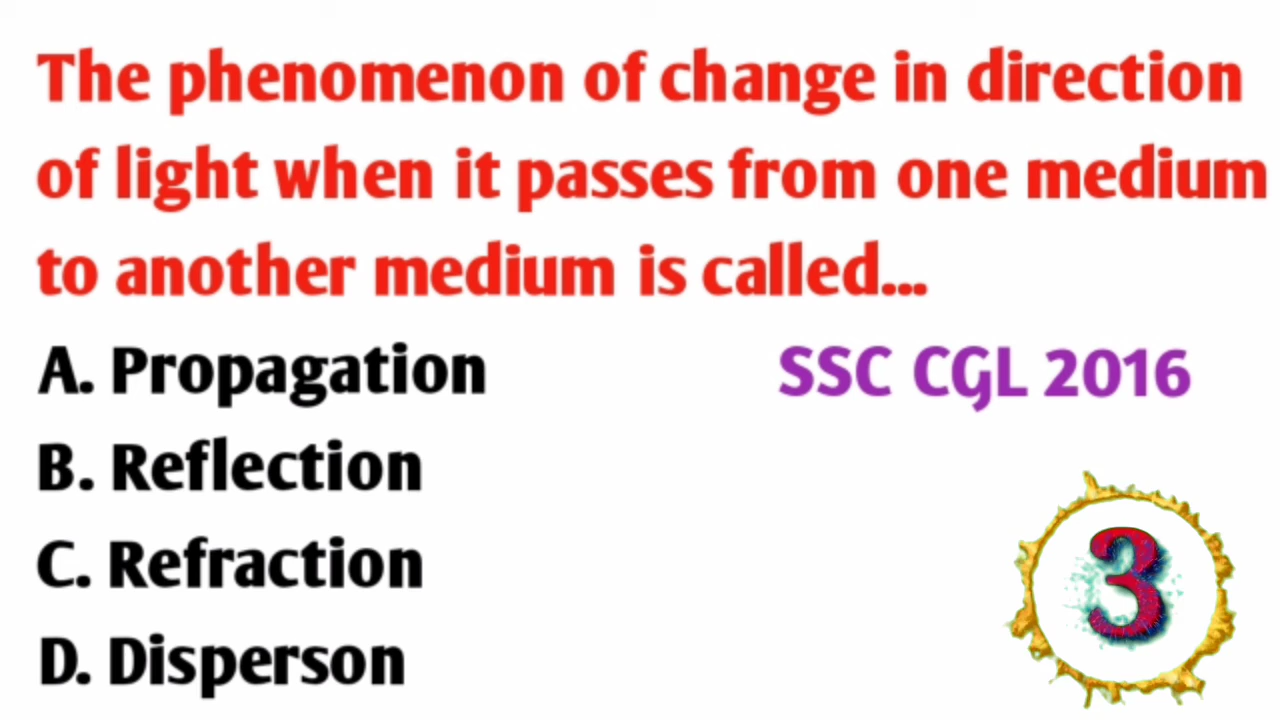 The phenomenon of change in direction
of light when it passes from one medium
to another medium is called...
A. Propagation
SSC CGL 2016
B. Reflection
C. Refraction
3
D. Disperson